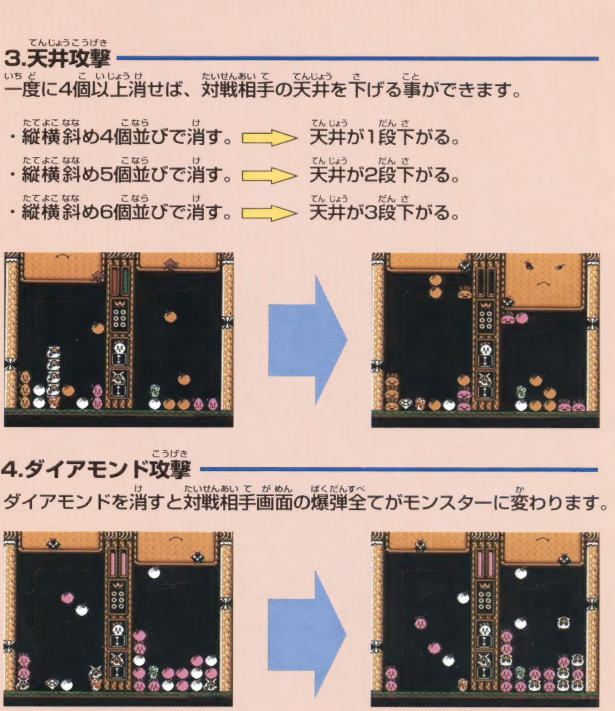 3.天井攻撃
一度に4個以上消せば、対戦相手の天井を下げる事ができます。
・縦横斜め4個並びで消す。 天井が1段下がる。
・縦横斜め5個並びで消す。 天井が2段下がる。
・縦横斜め6個並びで消す。 天井が3段下がる。
4.ダイアモンド攻撃
ダイアモンドを消すと対戦相手画面の爆弾全てがモンスターに変わります。